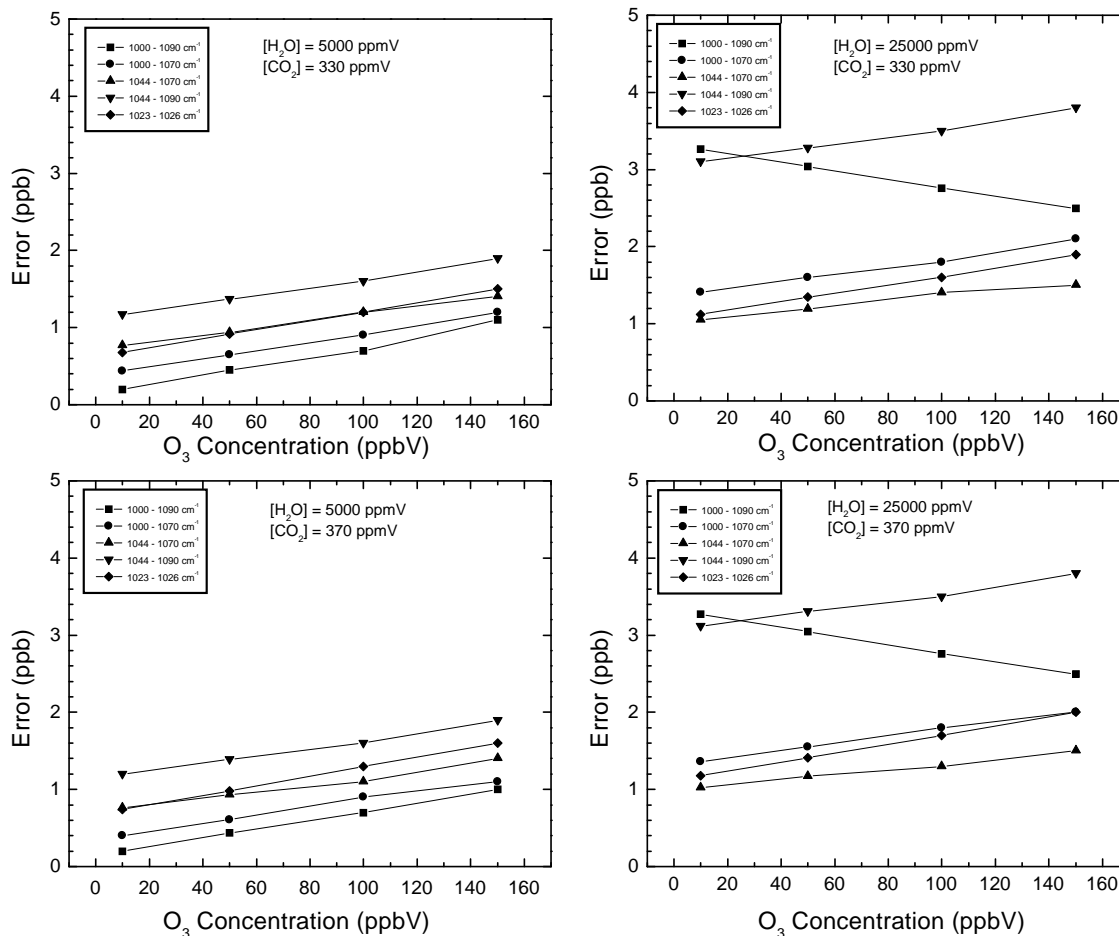 [H₂O] = 5000 ppmV
[CO₂] = 330 ppmV
1000 - 1090 cm⁻¹
1000 - 1070 cm⁻¹
1044 - 1070 cm⁻¹
1044 - 1090 cm⁻¹
1023 - 1026 cm⁻¹
5
4
3
2
1
0
Error (ppb)
0 20 40 60 80 100 120 140 160
O₃ Concentration (ppbV)
[H₂O] = 25000 ppmV
[CO₂] = 330 ppmV
1000 - 1090 cm⁻¹
1000 - 1070 cm⁻¹
1044 - 1070 cm⁻¹
1044 - 1090 cm⁻¹
1023 - 1026 cm⁻¹
5
4
3
2
1
0
Error (ppb)
0 20 40 60 80 100 120 140 160
O₃ Concentration (ppbV)
[H₂O] = 5000 ppmV
[CO₂] = 370 ppmV
1000 - 1090 cm⁻¹
1000 - 1070 cm⁻¹
1044 - 1070 cm⁻¹
1044 - 1090 cm⁻¹
1023 - 1026 cm⁻¹
5
4
3
2
1
0
Error (ppb)
0 20 40 60 80 100 120 140 160
O₃ Concentration (ppbV)
[H₂O] = 25000 ppmV
[CO₂] = 370 ppmV
1000 - 1090 cm⁻¹
1000 - 1070 cm⁻¹
1044 - 1070 cm⁻¹
1044 - 1090 cm⁻¹
1023 - 1026 cm⁻¹
5
4
3
2
1
0
Error (ppb)
0 20 40 60 80 100 120 140 160
O₃ Concentration (ppbV)